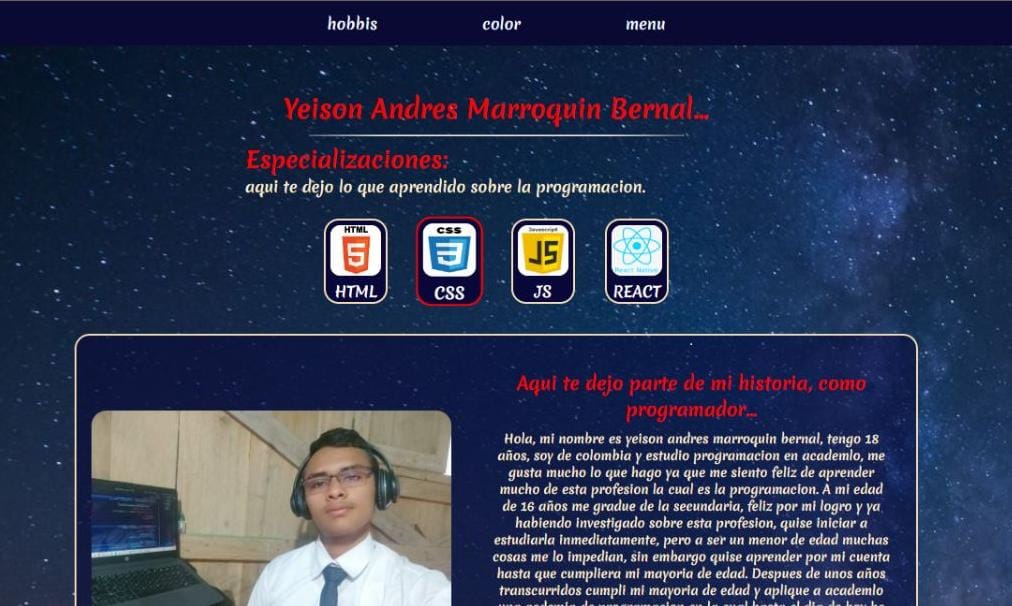 hobbis color menu
Yeison Andres Marroquin Bernal...
Especializaciones:
aqui te dejo lo que aprendido sobre la programacion.
HTML CSS Javascript React Native
5 3 JS
HTML CSS JS REACT
Aqui te dejo parte de mi historia, como
programador...
Hola, mi nombre es yeison andres marroquin bernal, tengo 18
años, soy de colombia y estudio programacion en academlo, me
gusta mucho lo que hago ya que me siento feliz de aprender
mucho de esta profesion la cual es la programacion. A mi edad
de 16 años me gradue de la secundaria, feliz por mi logro y ya
habiendo investigado sobre esta profesion, quise iniciar a
estudiarla inmediatamente, pero a ser un menor de edad muchas
cosas me lo impedian, sin embargo quise aprender por mi cuenta
hasta que cumpliera mi mayoria de edad. Despues de unos años
transcurridos cumpli mi mayoria de edad y aplique a academlo